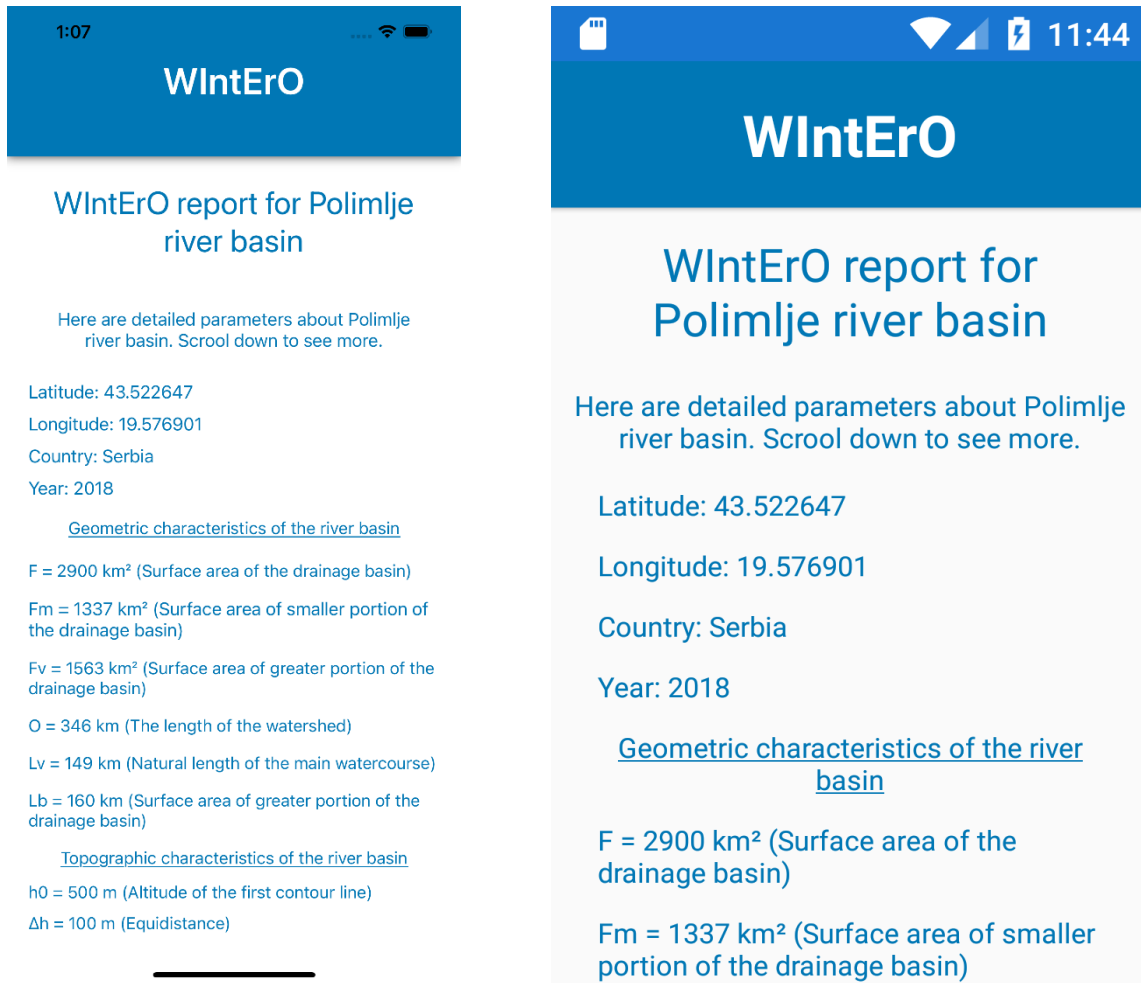 1:07
WIntErO
WIntErO report for Polimlje
river basin
Here are detailed parameters about Polimlje
river basin. Scrool down to see more.
Latitude: 43.522647
Longitude: 19.576901
Country: Serbia
Year: 2018
Geometric characteristics of the river basin
F = 2900 km² (Surface area of the drainage basin)
Fm = 1337 km² (Surface area of smaller portion of
the drainage basin)
Fv = 1563 km² (Surface area of greater portion of the
drainage basin)
O = 346 km (The length of the watershed)
Lv = 149 km (Natural length of the main watercourse)
Lb = 160 km (Surface area of greater portion of the
drainage basin)
Topographic characteristics of the river basin
h0 = 500 m (Altitude of the first contour line)
Δh = 100 m (Equidistance)
11:44
WIntErO
WIntErO report for
Polimlje river basin
Here are detailed parameters about Polimlje
river basin. Scrool down to see more.
Latitude: 43.522647
Longitude: 19.576901
Country: Serbia
Year: 2018
Geometric characteristics of the river
basin
F = 2900 km² (Surface area of the
drainage basin)
Fm = 1337 km² (Surface area of smaller
portion of the drainage basin)